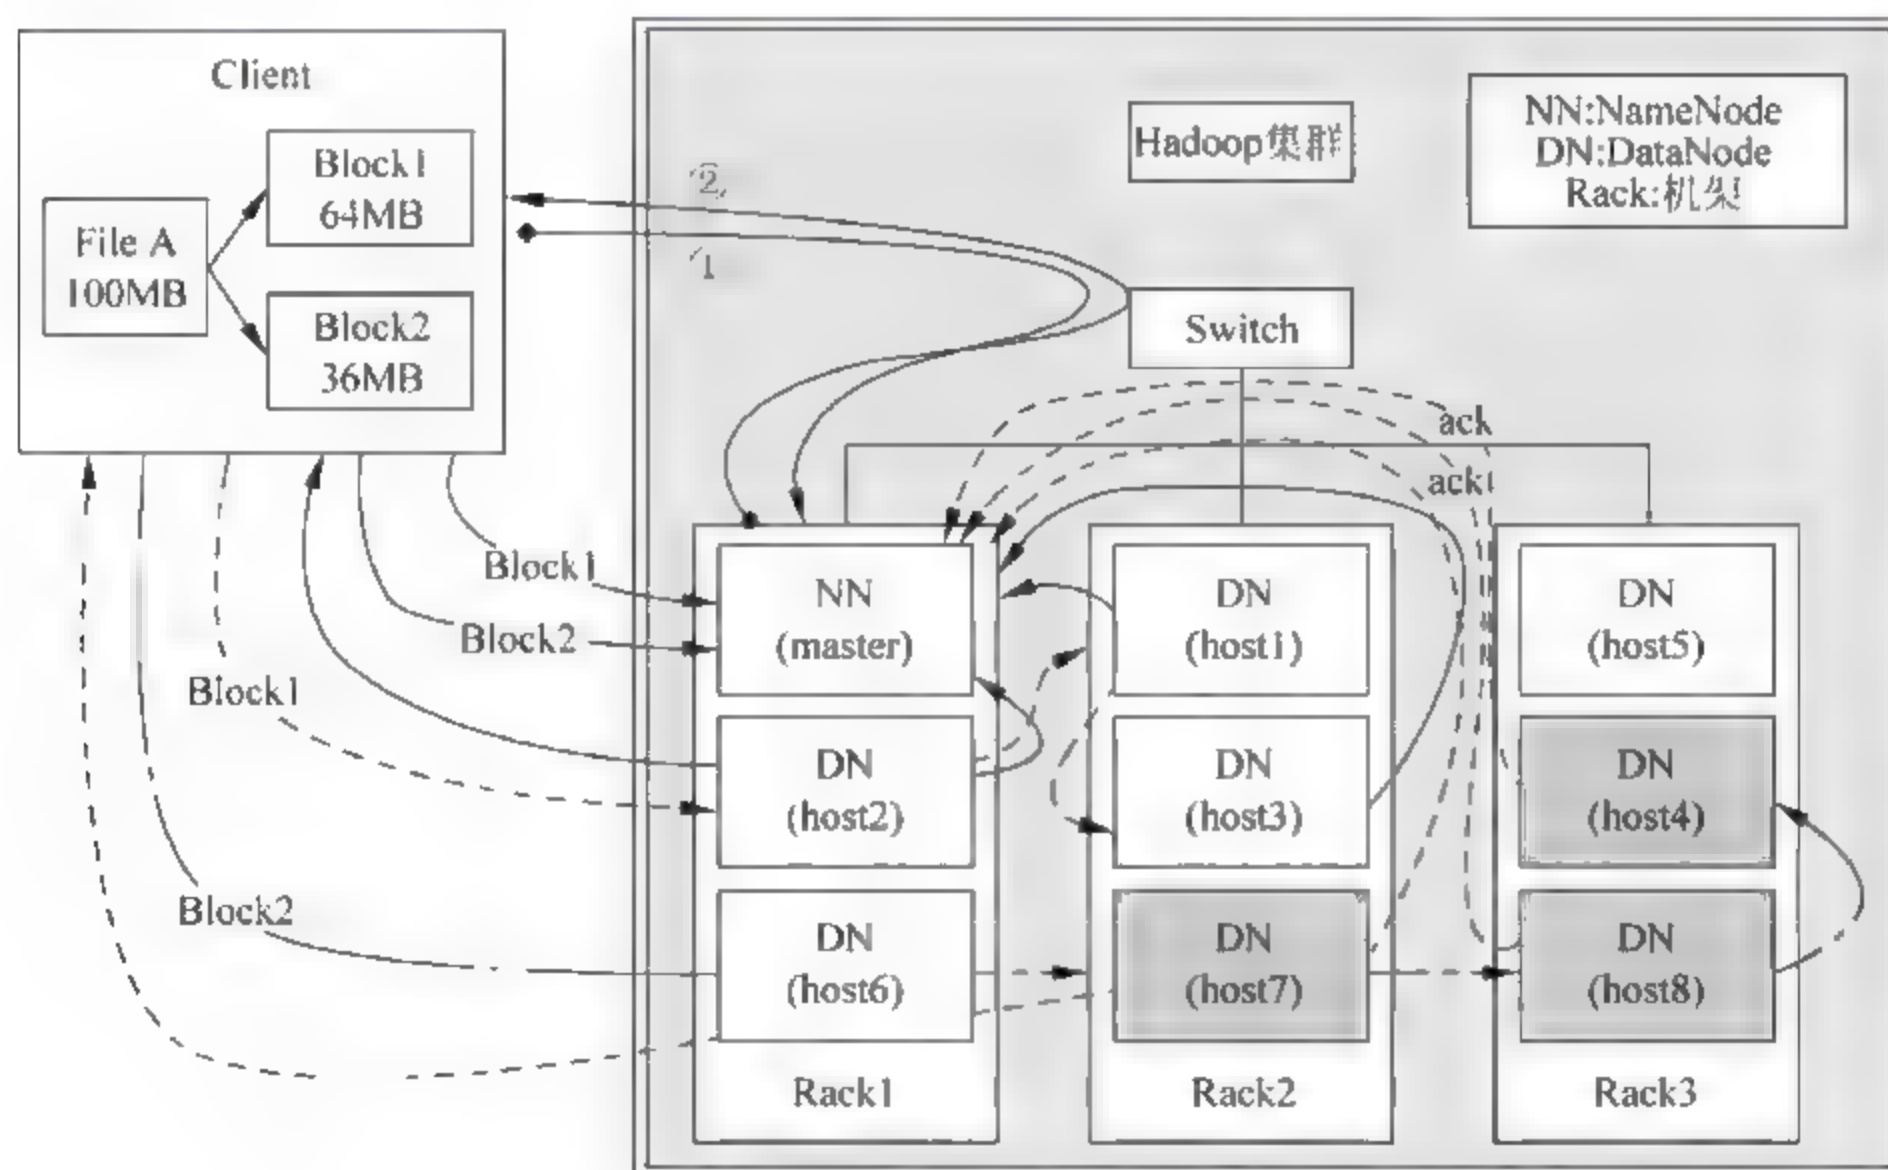 Client
File A
100MB
Block1
64MB
Block2
36MB
2
1
Hadoop集群
NN:NameNode
DN:DataNode
Rack:机架
Switch
ack
ack
Block1
Block2
Block1
Block2
NN
(master)
DN
(host2)
DN
(host6)
Rack1
DN
(host1)
DN
(host3)
DN
(host7)
Rack2
DN
(host5)
DN
(host4)
DN
(host8)
Rack3